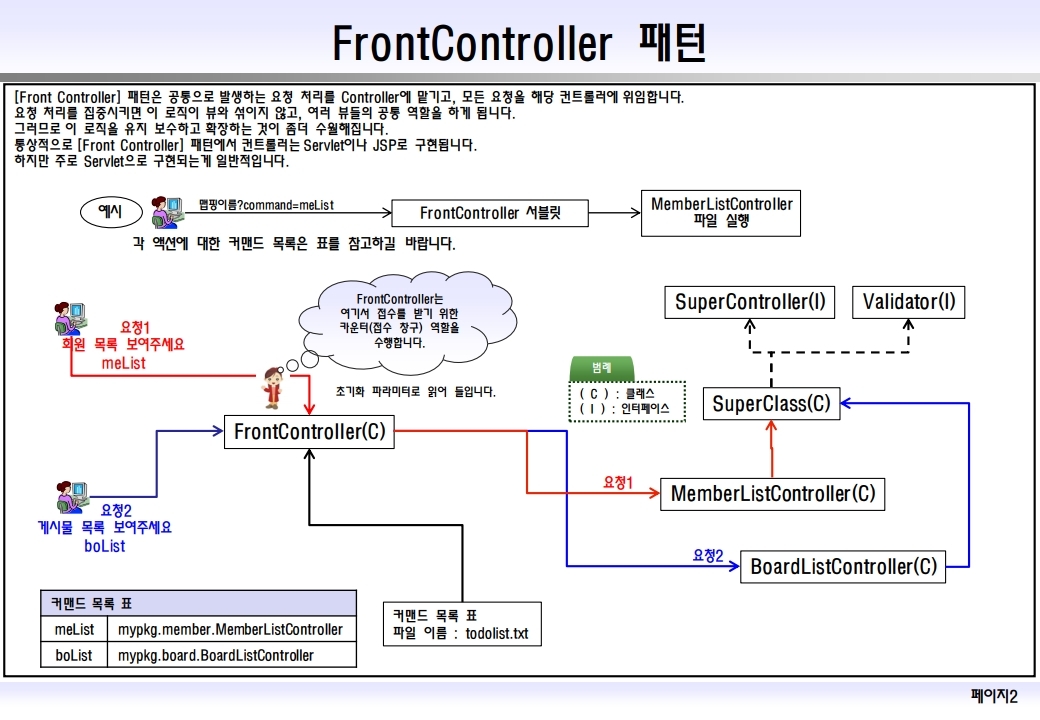 FrontController 패턴
[Front Controller] 패턴은 공통으로 발생하는 요청 처리를 Controller에 맡기고, 모든 요청을 해당 컨트롤러에 위임합니다.
요청 처리를 집중시키면 이 로직이 뷰와 섞이지 않고, 여러 뷰들의 공통 역할을 하게 됩니다.
그러므로 이 로직을 유지 보수하고 확장하는 것이 좀더 수월해집니다.
통상적으로 [Front Controller] 패턴에서 컨트롤러는 Servlet이나 JSP로 구현됩니다.
하지만 주로 Servlet으로 구현되는게 일반적입니다.
예시
맵핑이름?command=meList
FrontController 서블릿
MemberListController
파일 실행
각 액션에 대한 커맨드 목록은 표를 참고하길 바랍니다.
FrontController는
여기서 접수를 받기 위한
카운터(접수 창구) 역할을
수행합니다.
SuperController(I)
Validator(I)
요청1
회원 목록 보여주세요
meList
초기화 파라미터로 읽어 들입니다.
범례
( C ) : 클래스
( I ) : 인터페이스
SuperClass(C)
FrontController(C)
요청1
MemberListController(C)
요청2
게시물 목록 보여주세요
boList
요청2
BoardListController(C)
커맨드 목록 표
meList mypkg.member.MemberListController
boList mypkg.board.BoardListController
커맨드 목록 표
파일 이름 : todolist.txt
페이지2